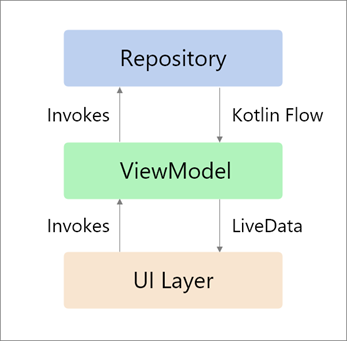 Repository
Invokes
Kotlin Flow
ViewModel
Invokes
LiveData
UI Layer